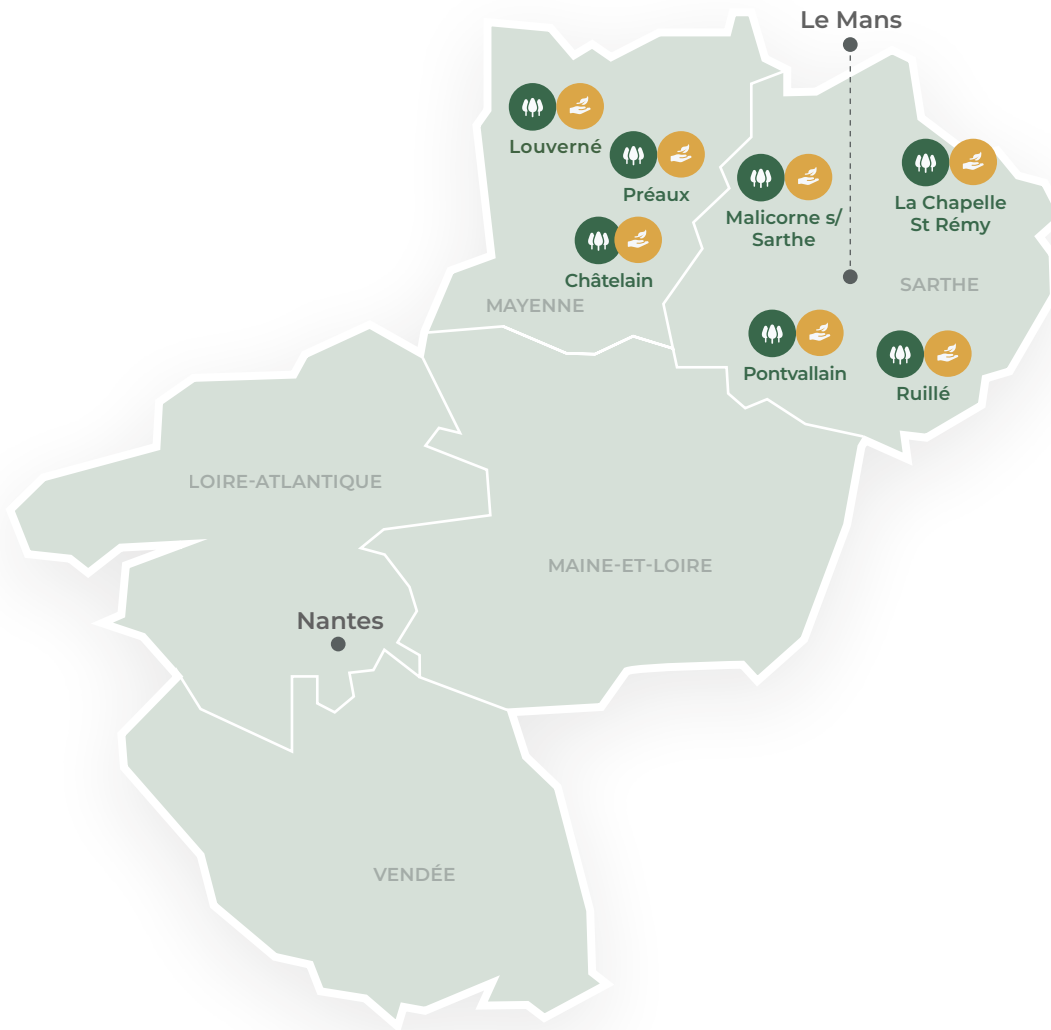 Le Mans
Louverné
Préaux
Malicorne s/
Sarthe
La Chapelle
St Rémy
Châtelain
MAYENNE
SARTHE
Pontvallain
Ruillé
LOIRE-ATLANTIQUE
MAINE-ET-LOIRE
Nantes
VENDÉE